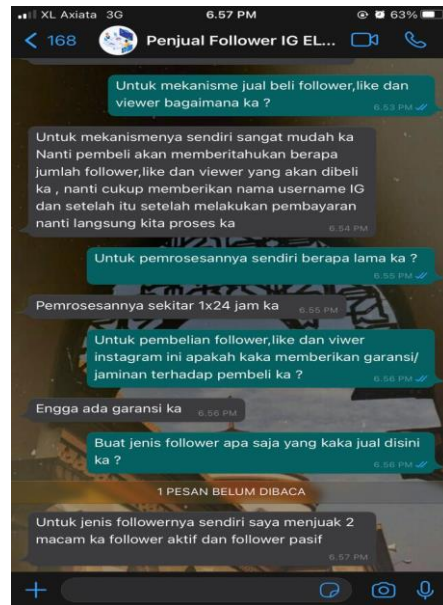 XL Axiata 3G 6.57 PM 63%
168 Penjual Follower IG EL...
Untuk mekanisme jual beli follower,like dan
viewer bagaimana ka ?
6.53 PM
Untuk mekanismenya sendiri sangat mudah ka
Nanti pembeli akan memberitahukan berapa
jumlah follower,like dan viewer yang akan dibeli
ka , nanti cukup memberikan nama username IG
dan setelah itu setelah melakukan pembayaran
nanti langsung kita proses ka
6.54 PM
Untuk pemrosesannya sendiri berapa lama ka ?
6.55 PM
Pemrosesannya sekitar 1x24 jam ka
6.55 PM
Untuk pembelian follower,like dan viwer
instagram ini apakah kaka memberikan garansi/
jaminan terhadap pembeli ka ?
6.56 PM
Engga ada garansi ka
6.56 PM
Buat jenis follower apa saja yang kaka jual disini
ka ?
6.56 PM
1 PESAN BELUM DIBACA
Untuk jenis followernya sendiri saya menjuak 2
macam ka follower aktif dan follower pasif
6.57 PM